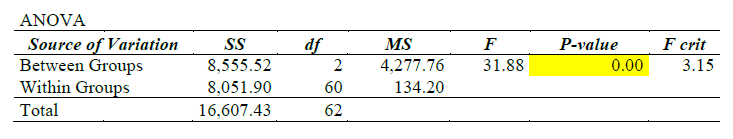 ANOVA
Source of Variation SS df MS F P-value F crit
Between Groups 8,555.52 2 4,277.76 31.88 0.00 3.15
Within Groups 8,051.90 60 134.20
Total 16,607.43 62